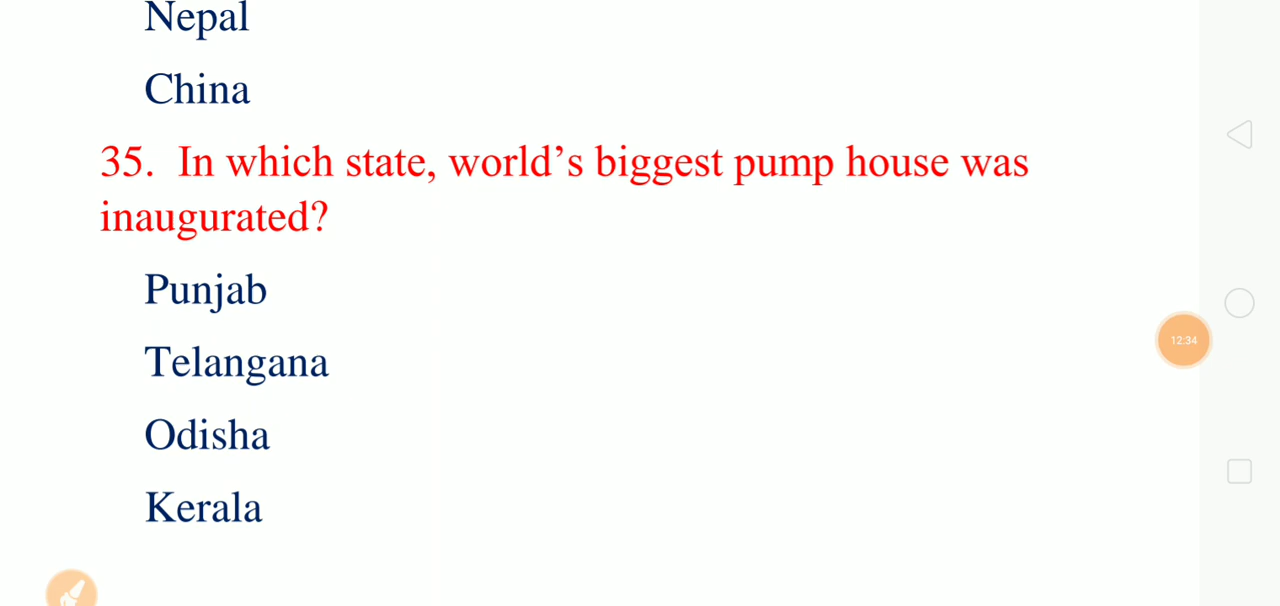 Nepal
China
35.  In which state, world’s biggest pump house was
inaugurated?
Punjab
Telangana
12:34
Odisha
Kerala